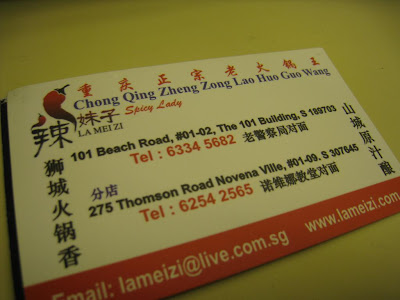 重庆正宗老火锅王
Chong Qing Zheng Zong Lao Huo Guo Wang
辣妹子 Spicy Lady
LA MEI ZI
101 Beach Road, #01-02, The 101 Building, S 189703
Tel : 6334 5682 老警察局对面
分店
275 Thomson Road Novena Ville, #01-09. S 307645
Tel : 6254 2565 诺维娜教堂对面
狮城火锅香
山城原汁酿
www.lameizi.com
Email: lameizi@live.com.sg